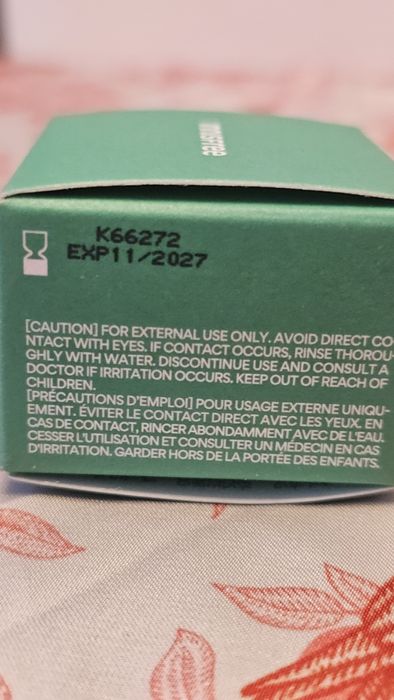 K66272
EXP11/2027
[CAUTION] FOR EXTERNAL USE ONLY. AVOID DIRECT CO-
NTACT WITH EYES. IF CONTACT OCCURS, RINSE THOROU-
GHLY WITH WATER. DISCONTINUE USE AND CONSULT A
DOCTOR IF IRRITATION OCCURS. KEEP OUT OF REACH OF
CHILDREN.
[PRÉCAUTIONS D'EMPLOI] POUR USAGE EXTERNE UNIQU-
EMENT. ÉVITER LE CONTACT DIRECT AVEC LES YEUX. EN
CAS DE CONTACT, RINCER ABONDAMMENT AVEC DE L'EAU.
CESSER L'UTILISATION ET CONSULTER UN MÉDECIN EN CAS
D'IRRITATION. GARDER HORS DE LA PORTÉE DES ENFANTS.